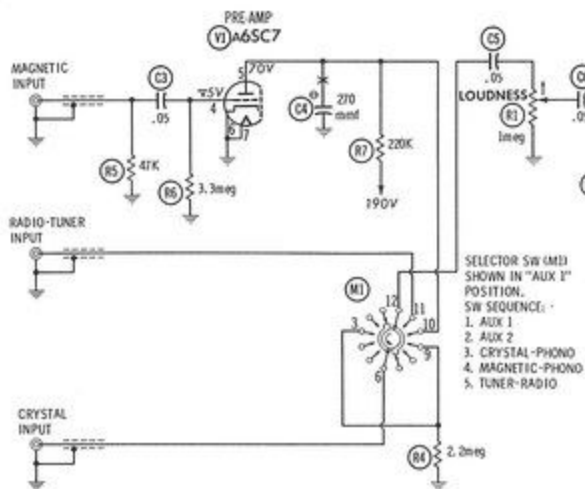 PRE-AMP
V1 A6SC7
MAGNETIC
INPUT
C3
.05
5
70V
4
6
7
C4
270
mmf
R7
220K
190V
C5
.05
LOUDNESS
R1
1meg
R5
47K
R6
3.3meg
RADIO-TUNER
INPUT
M1
12
11
3
10
9
6
SELECTOR SW (M1)
SHOWN IN "AUX 1"
POSITION.
SW SEQUENCE:
1. AUX 1
2. AUX 2
3. CRYSTAL-PHONO
4. MAGNETIC-PHONO
5. TUNER-RADIO
CRYSTAL
INPUT
R4
2.2meg